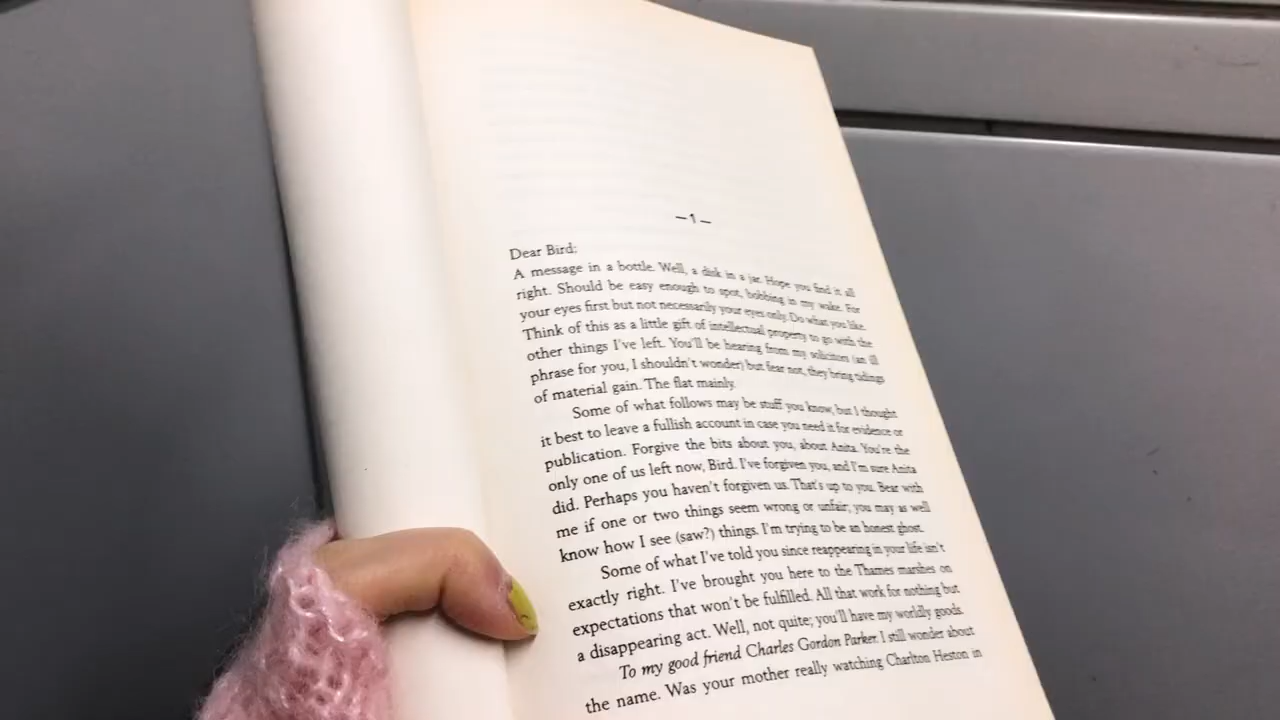 —1—
Dear Bird:
A message in a bottle. Well, a disk in a jar. Hope you find it all
right. Should be easy enough to spot, bobbing in my wake. For
your eyes first but not necessarily your eyes only. Do what you like.
Think of this as a little gift of intellectual property to go with the
other things I've left. You'll be hearing from my solicitors (an ill
phrase for you, I shouldn't wonder) but fear not, they bring tidings
of material gain. The flat mainly.
Some of what follows may be stuff you know, but I thought
it best to leave a fullish account in case you need it for evidence or
publication. Forgive the bits about you, about Anita. You're the
only one of us left now, Bird. I've forgiven you, and I'm sure Anita
did. Perhaps you haven't forgiven us. That's up to you. Bear with
me if one or two things seem wrong or unfair; you may as well
know how I see (saw?) things. I'm trying to be an honest ghost.
Some of what I've told you since reappearing in your life isn't
exactly right. I've brought you here to the Thames marshes on
expectations that won't be fulfilled. All that work for nothing but
a disappearing act. Well, not quite; you'll have my worldly goods.
To my good friend Charles Gordon Parker. I still wonder about
the name. Was your mother really watching Charlton Heston in